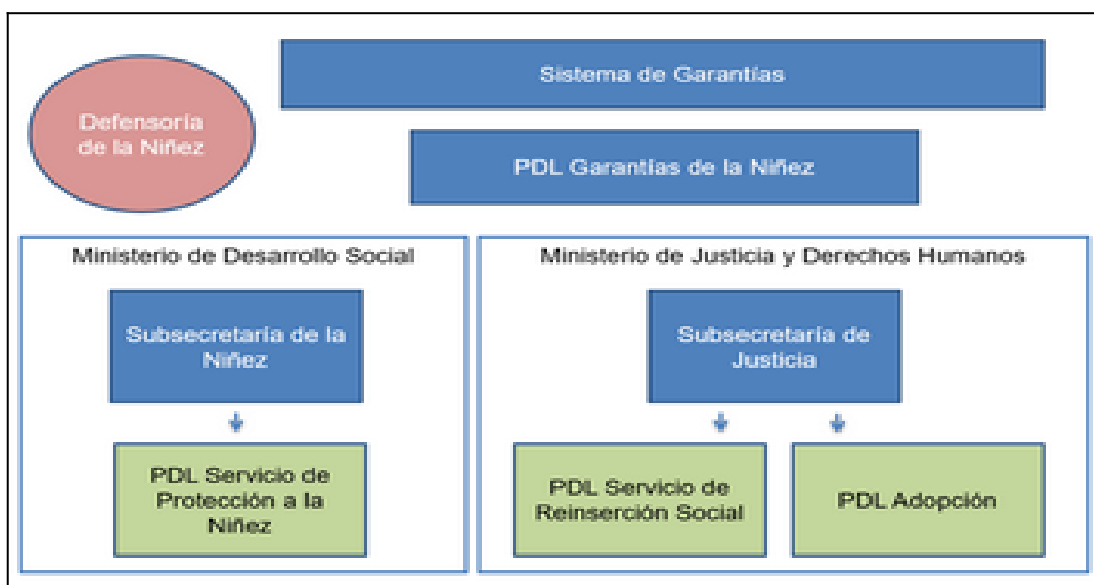 Sistema de Garantías
Defensoría
de la Niñez
PDL Garantías de la Niñez
Ministerio de Desarrollo Social
Subsecretaría de la
Niñez
PDL Servicio de
Protección a la
Niñez
Ministerio de Justicia y Derechos Humanos
Subsecretaría de
Justicia
PDL Servicio de
Reinserción Social
PDL Adopción